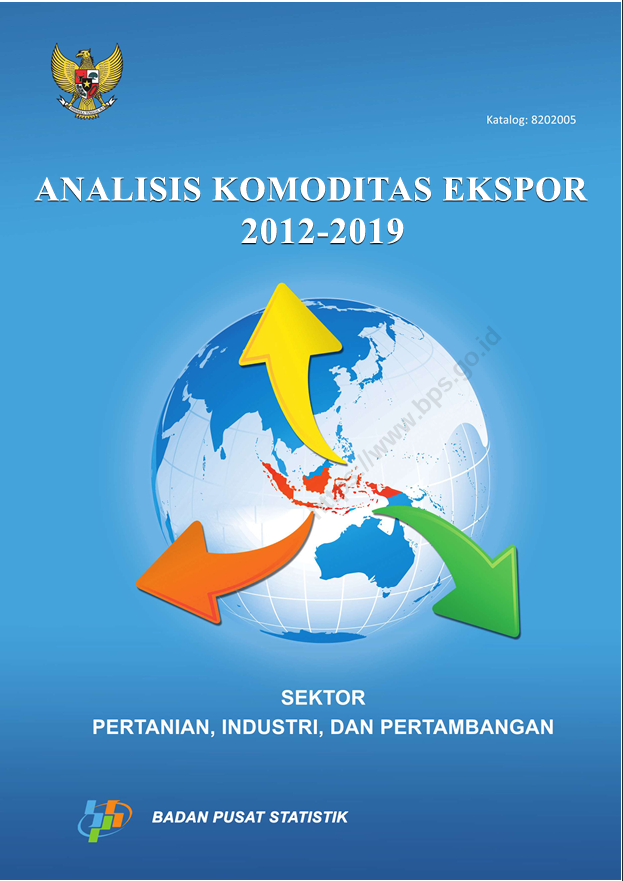 Katalog: 8202005
ANALISIS KOMODITAS EKSPOR
2012-2019
https://www.bps.go.id
SEKTOR
PERTANIAN, INDUSTRI, DAN PERTAMBANGAN
BADAN PUSAT STATISTIK